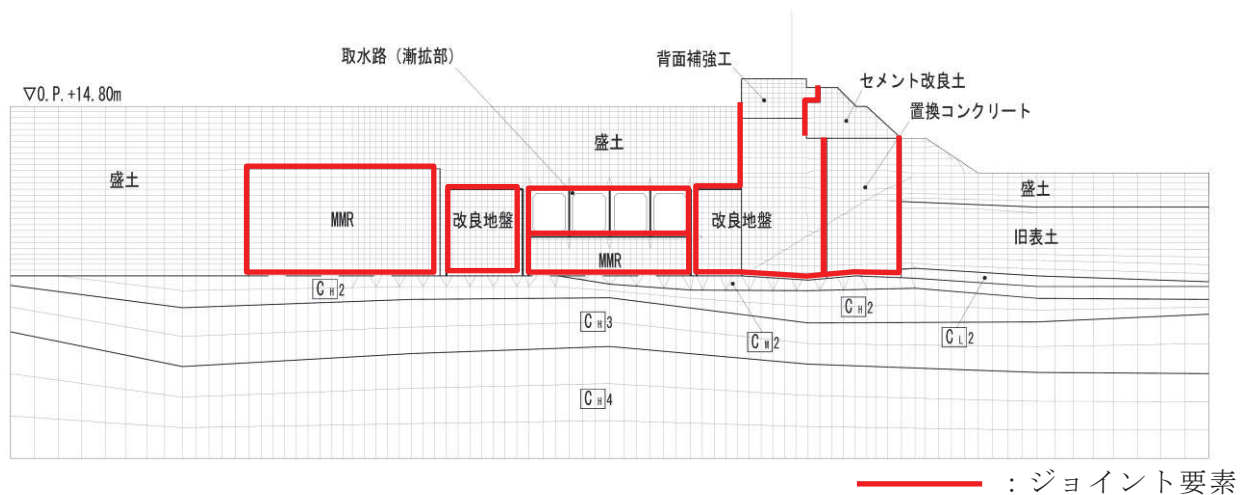 取水路（漸拡部）
背面補強工
セメント改良土
置換コンクリート
▽O.P.+14.80m
盛土
盛土
盛土
MMR
改良地盤
改良地盤
旧表土
MMR
CH2
CH2
CH3
CM2
CL2
CH4
：ジョイント要素